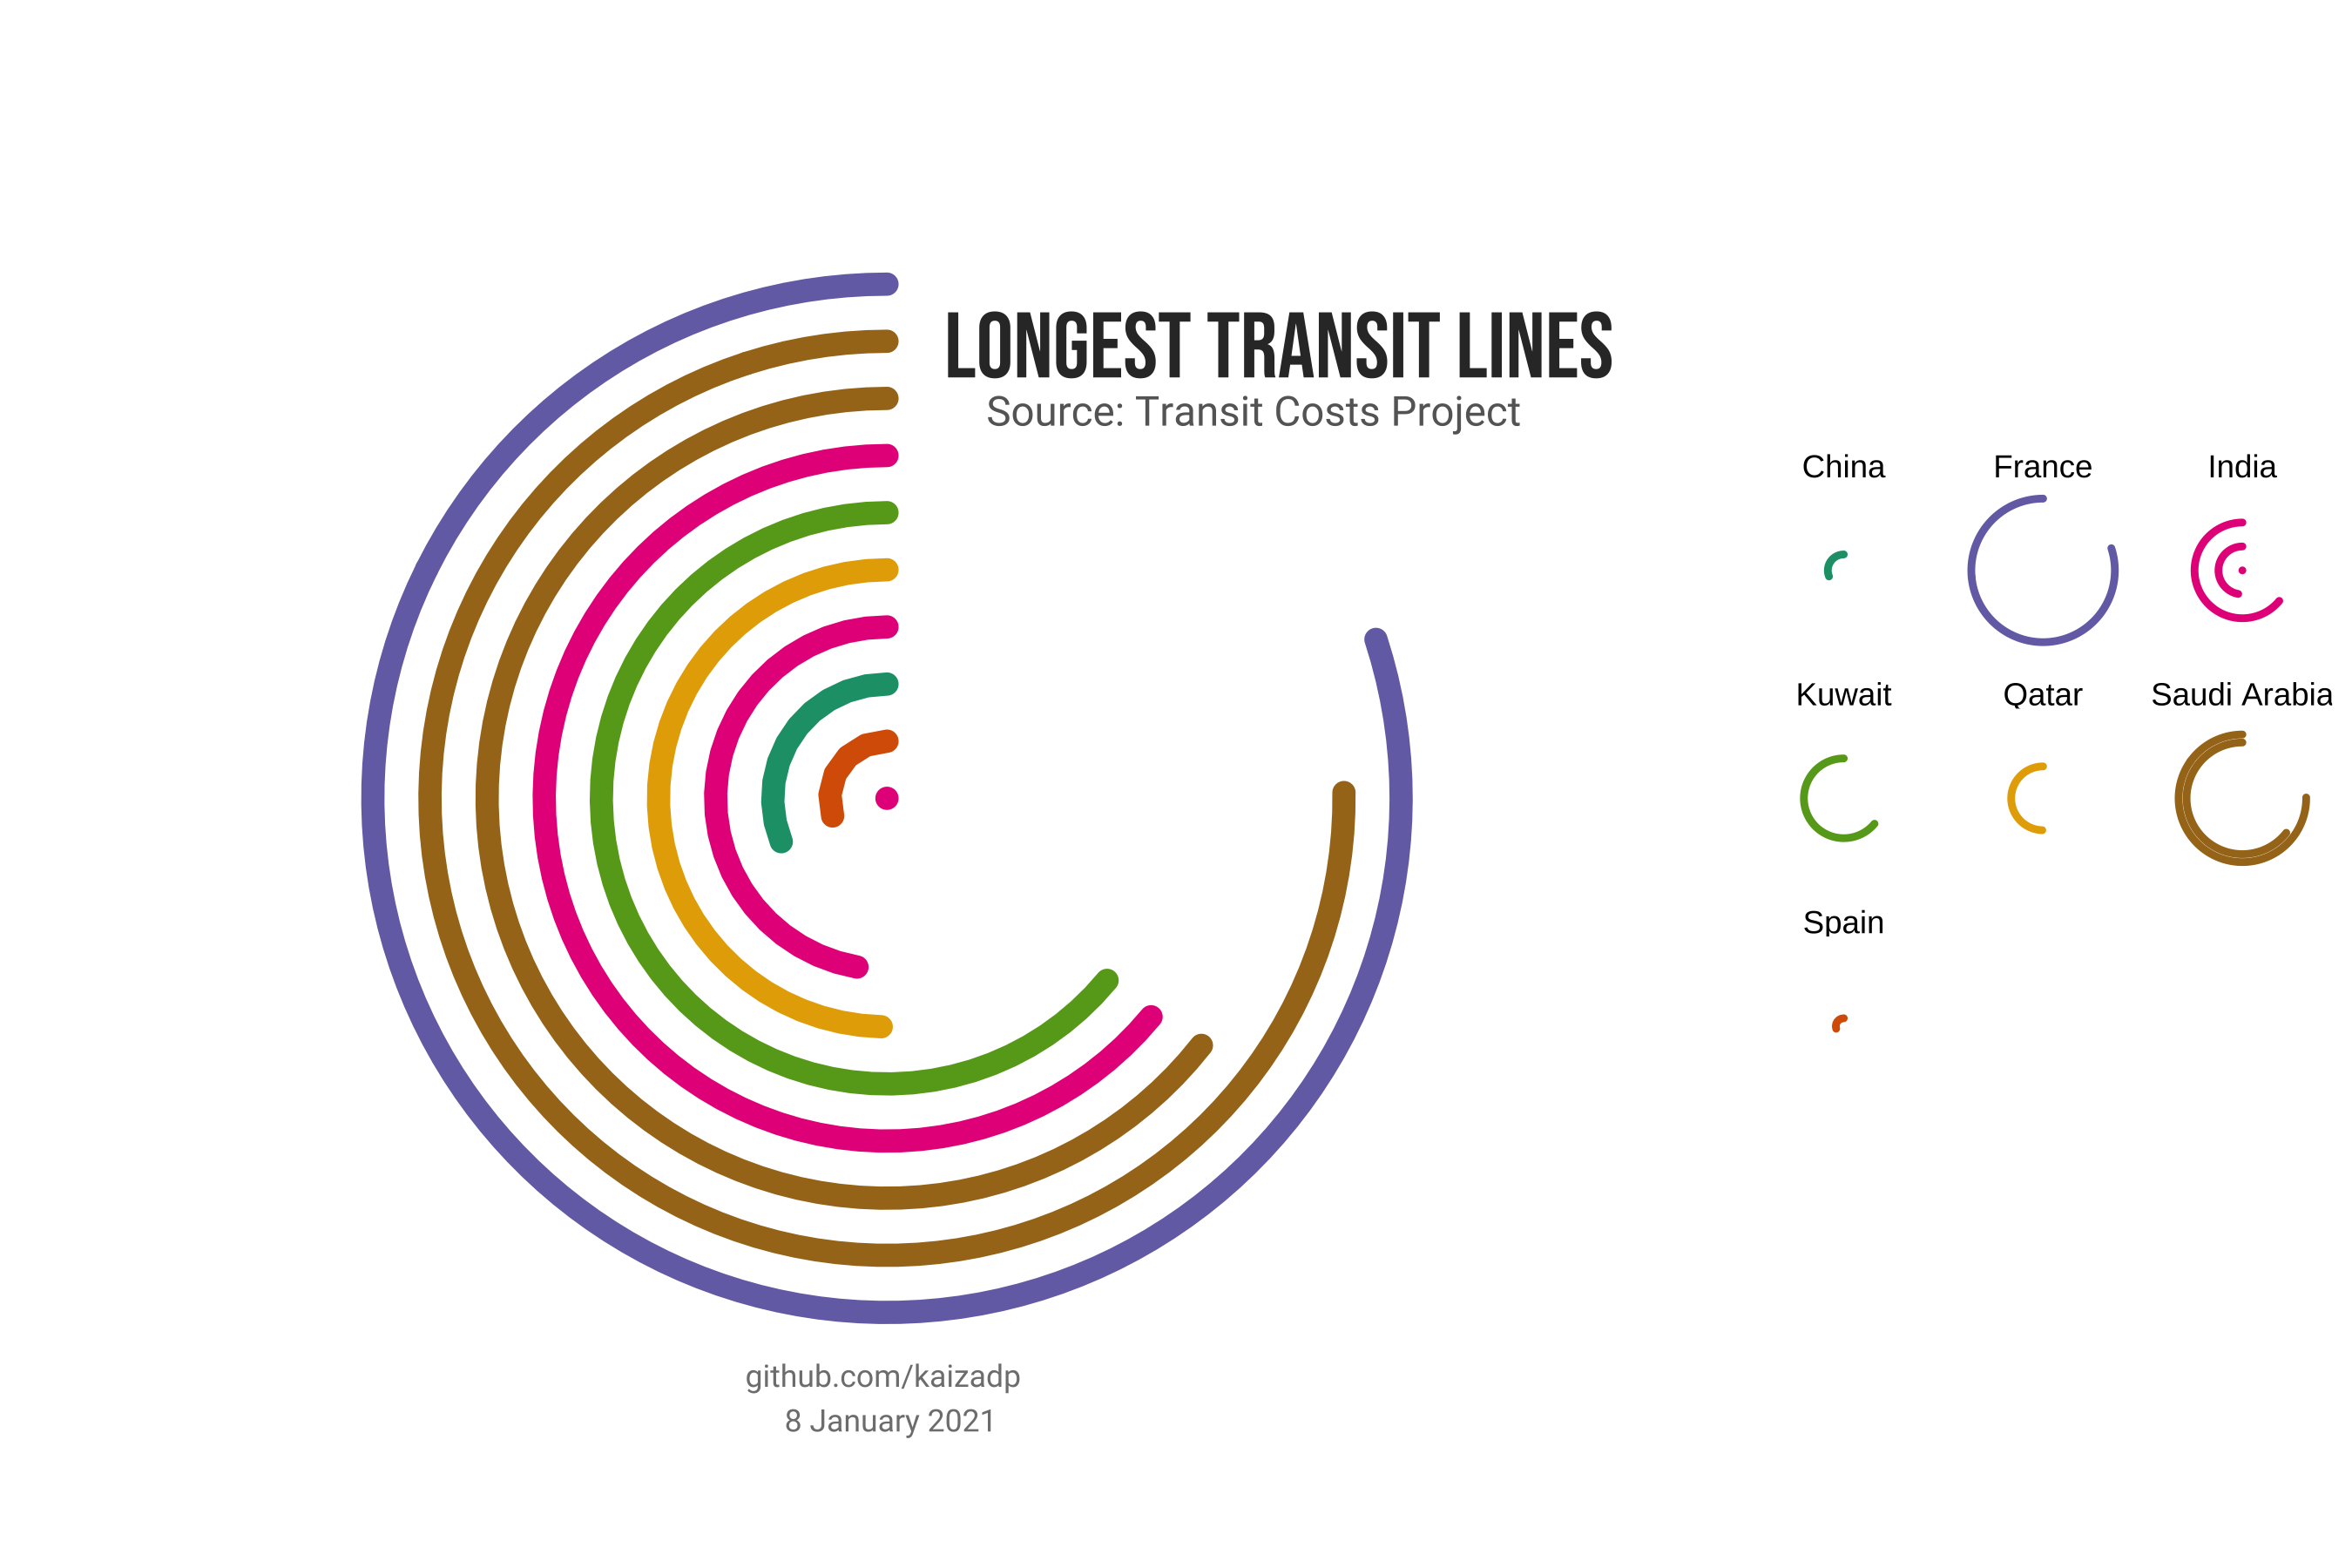 LONGEST TRANSIT LINES
Source: Transit Costs Project
China
France
India
Kuwait
Qatar
Saudi Arabia
Spain
github.com/kaizadp
8 January 2021